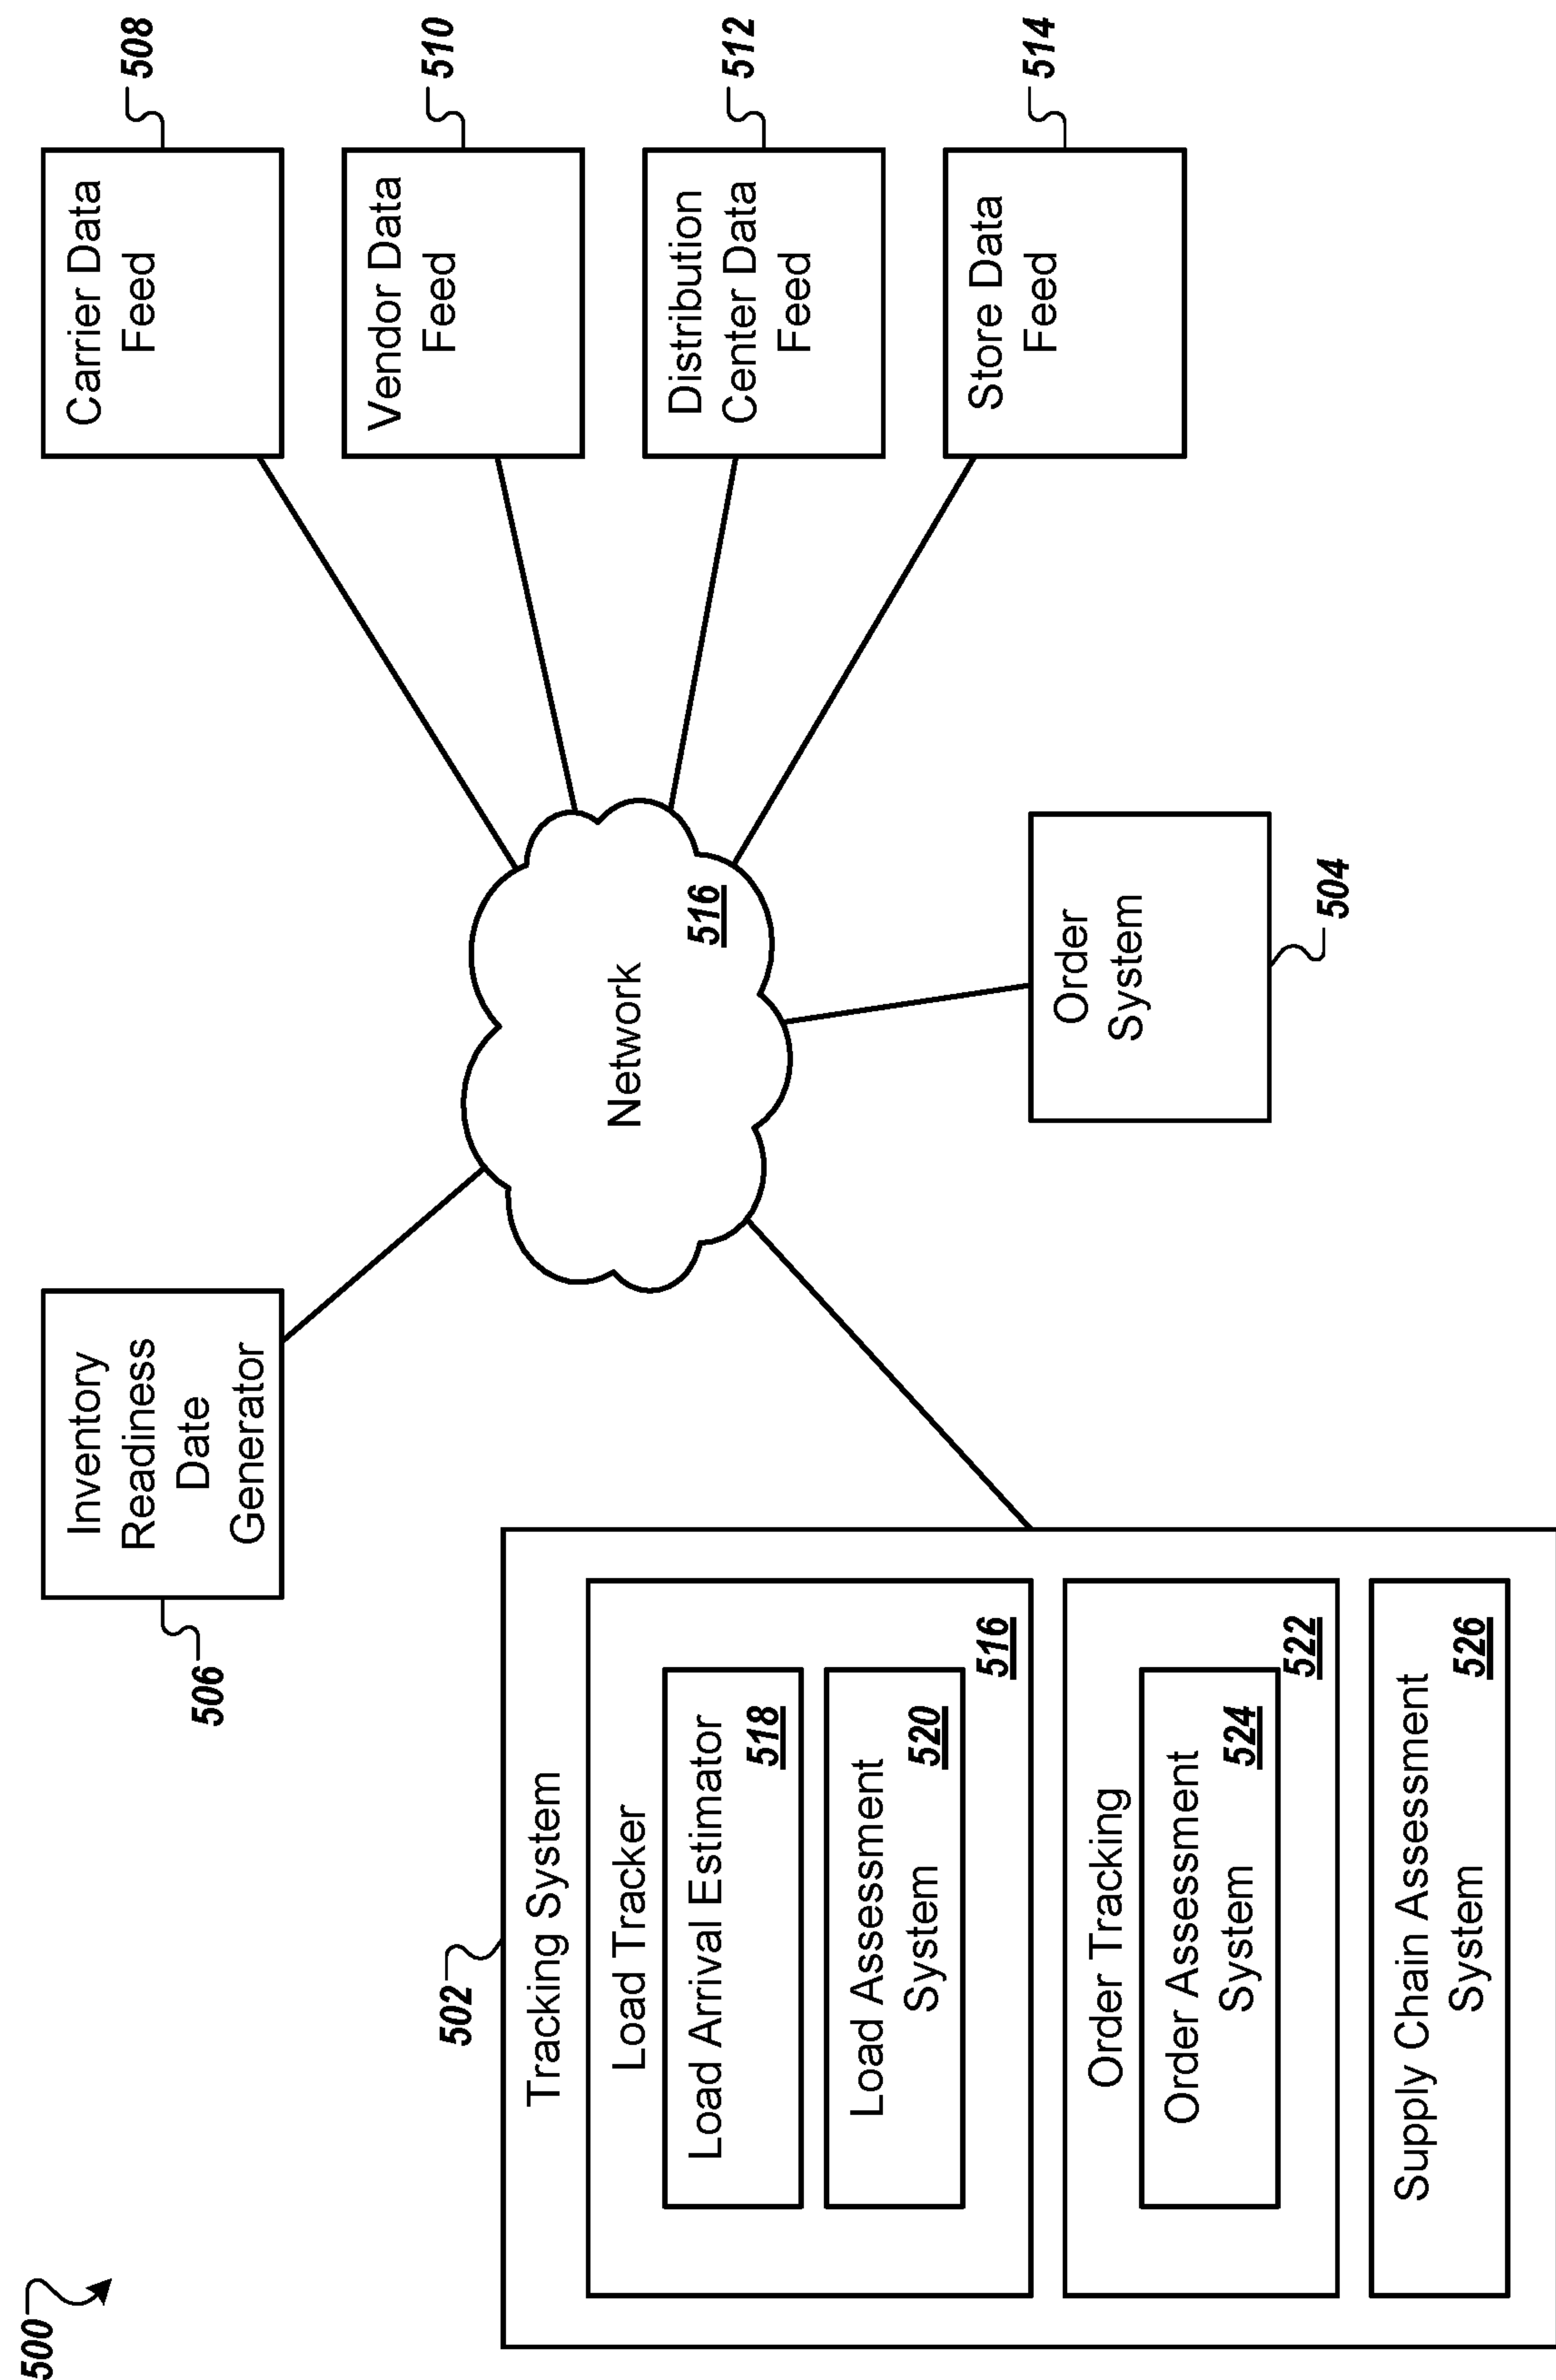 500
506
Inventory
Readiness
Date
Generator
Carrier Data
Feed
508
Vendor Data
Feed
510
Distribution
Center Data
Feed
512
Store Data
Feed
514
Network
516
Order
System
504
502
Tracking System
Load Tracker
Load Arrival Estimator
518
Load Assessment
System
520
516
Order Tracking
Order Assessment
System
524
522
Supply Chain Assessment
System
526